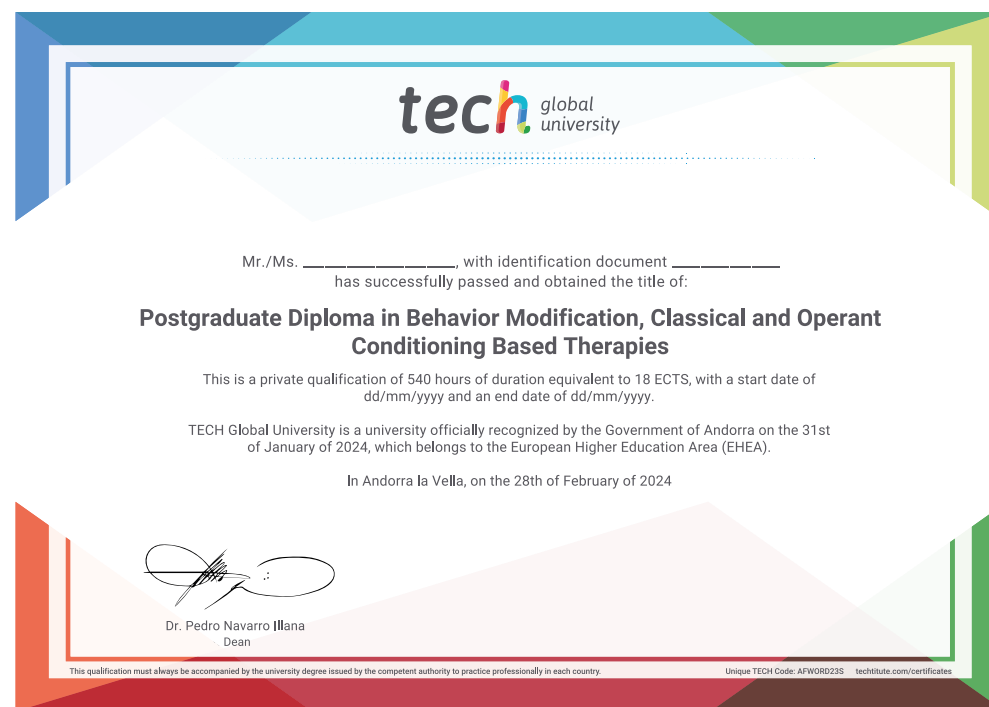 tech global
university
Mr./Ms. ____________________, with identification document ______________
has successfully passed and obtained the title of:
Postgraduate Diploma in Behavior Modification, Classical and Operant
Conditioning Based Therapies
This is a private qualification of 540 hours of duration equivalent to 18 ECTS, with a start date of
dd/mm/yyyy and an end date of dd/mm/yyyy.
TECH Global University is a university officially recognized by the Government of Andorra on the 31st
of January of 2024, which belongs to the European Higher Education Area (EHEA).
In Andorra la Vella, on the 28th of February of 2024
Dr. Pedro Navarro Illana
Dean
This qualification must always be accompanied by the university degree issued by the competent authority to practice professionally in each country.
Unique TECH Code: AFWORD23S techtitute.com/certificates